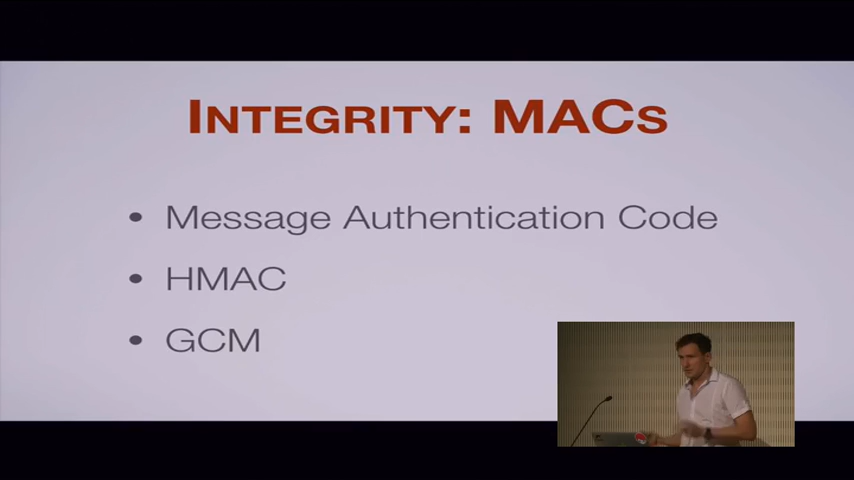 INTEGRITY: MACS
• Message Authentication Code
• HMAC
• GCM